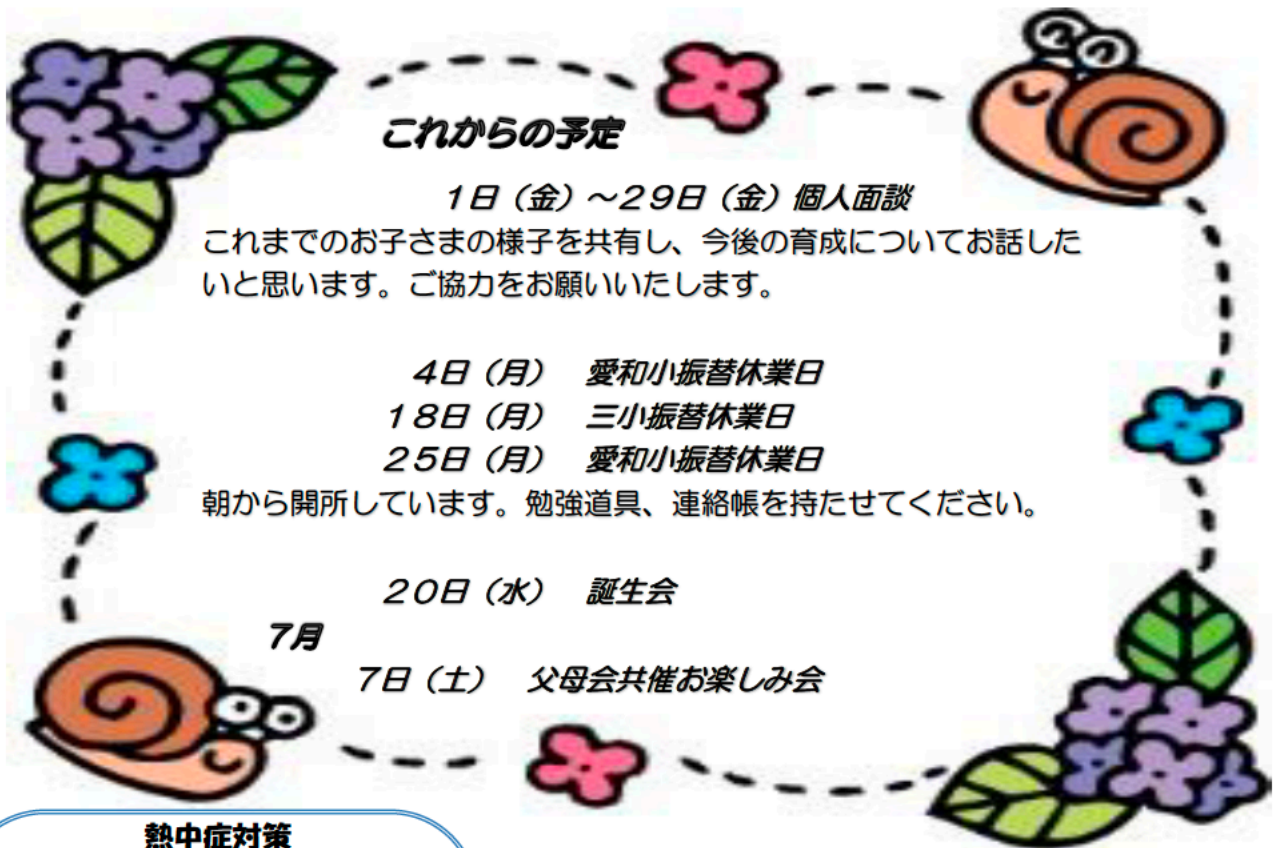 これからの予定
1日（金）～29日（金）個人面談
これまでのお子さまの様子を共有し、今後の育成についてお話した
いと思います。ご協力をお願いいたします。
4日（月）　愛和小振替休業日
18日（月）　三小振替休業日
25日（月）　愛和小振替休業日
朝から開所しています。勉強道具、連絡帳を持たせてください。
20日（水）　誕生会
7月
7日（土）　父母会共催お楽しみ会
熱中症対策